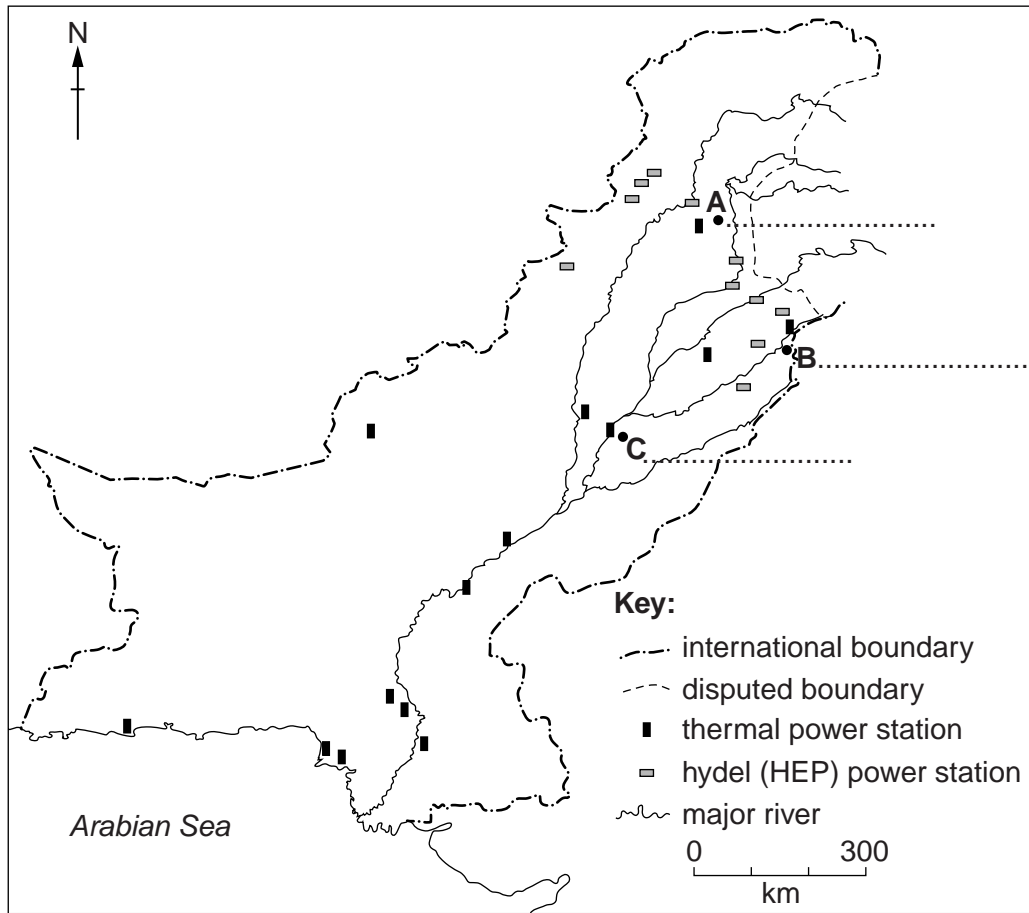 N
A
B
C
Key:
international boundary
disputed boundary
thermal power station
hydel (HEP) power station
major river
Arabian Sea
0 300
km